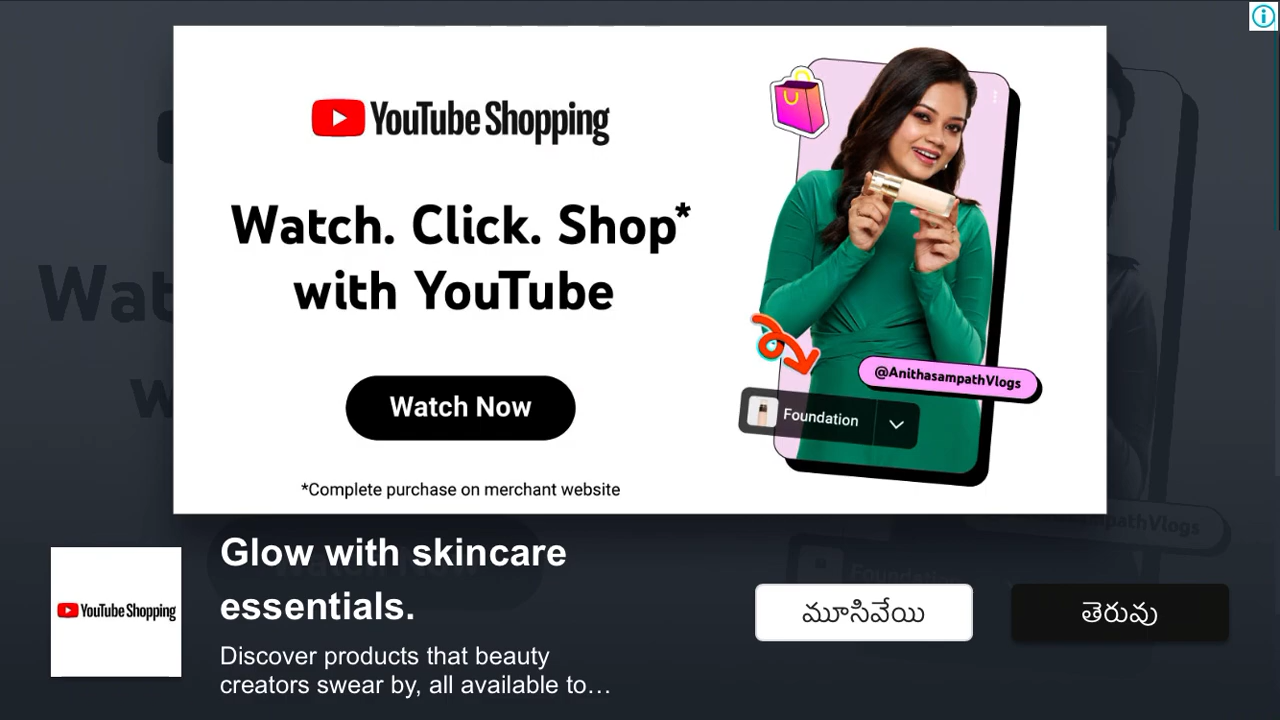 YouTube Shopping
Watch. Click. Shop*
with YouTube
Watch Now
*Complete purchase on merchant website
@AnithasampathVlogs
Foundation
YouTube Shopping
Glow with skincare
essentials.
Discover products that beauty
creators swear by, all available to…
మూసివేయి
తెరువు